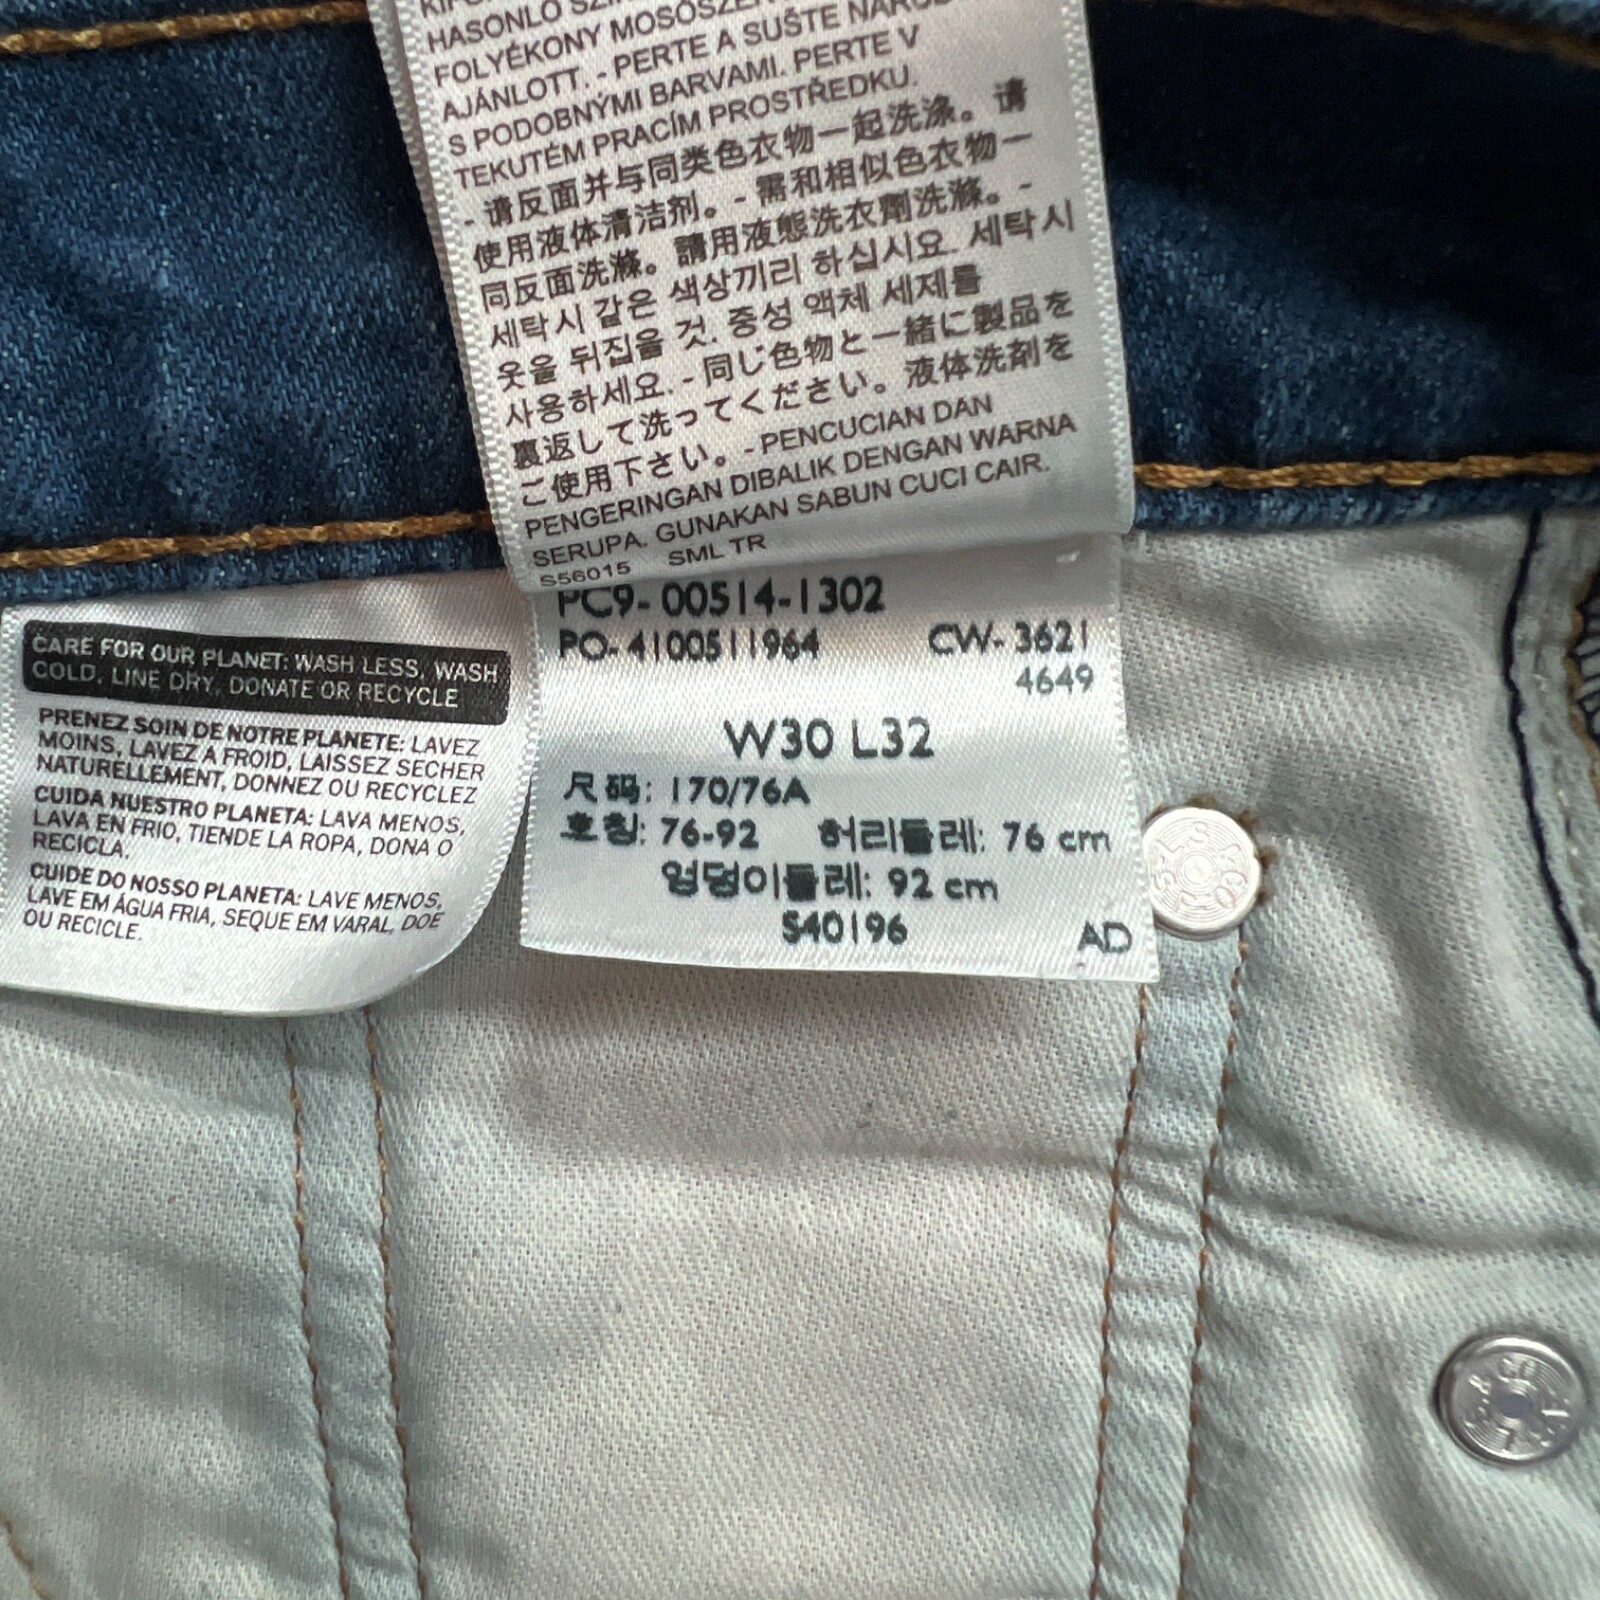 HASONLÓ
FOLYÉKONY
AJÁNLOTT. - PERTE A SUŠTE
S PODOBNÝMI BARVAMI. PERTE V
TEKUTÉM PRACÍM PROSTŘEDKU.
- 请反面并与同类色衣物一起洗涤。请
使用液体清洁剂。- 需和相似色衣物一
同反面洗滌。請用液態洗衣劑洗滌。-
세탁시 같은 색상끼리 하십시요. 세탁시
옷을 뒤집을 것. 중성 액체 세제를
사용하세요. - 同じ色物と一緒に製品を
裏返して洗ってください。液体洗剤を
ご使用下さい。- PENCUCIAN DAN
PENGERINGAN DIBALIK DENGAN WARNA
SERUPA. GUNAKAN SABUN CUCI CAIR.
S56015 SML TR
PC9- 00514-1302
PO- 4100511964 CW- 3621
4649
W30 L32
尺码: 170/76A
호칭: 76-92 허리둘레: 76 cm
엉덩이둘레: 92 cm
S40196 AD
CARE FOR OUR PLANET: WASH LESS, WASH
COLD, LINE DRY, DONATE OR RECYCLE
PRENEZ SOIN DE NOTRE PLANETE: LAVEZ
MOINS, LAVEZ A FROID, LAISSEZ SECHER
NATURELLEMENT, DONNEZ OU RECYCLEZ
CUIDA NUESTRO PLANETA: LAVA MENOS,
LAVA EN FRIO, TIENDE LA ROPA, DONA O
RECICLA.
CUIDE DO NOSSO PLANETA: LAVE MENOS,
LAVE EM ÁGUA FRIA, SEQUE EM VARAL, DOE
OU RECICLE.